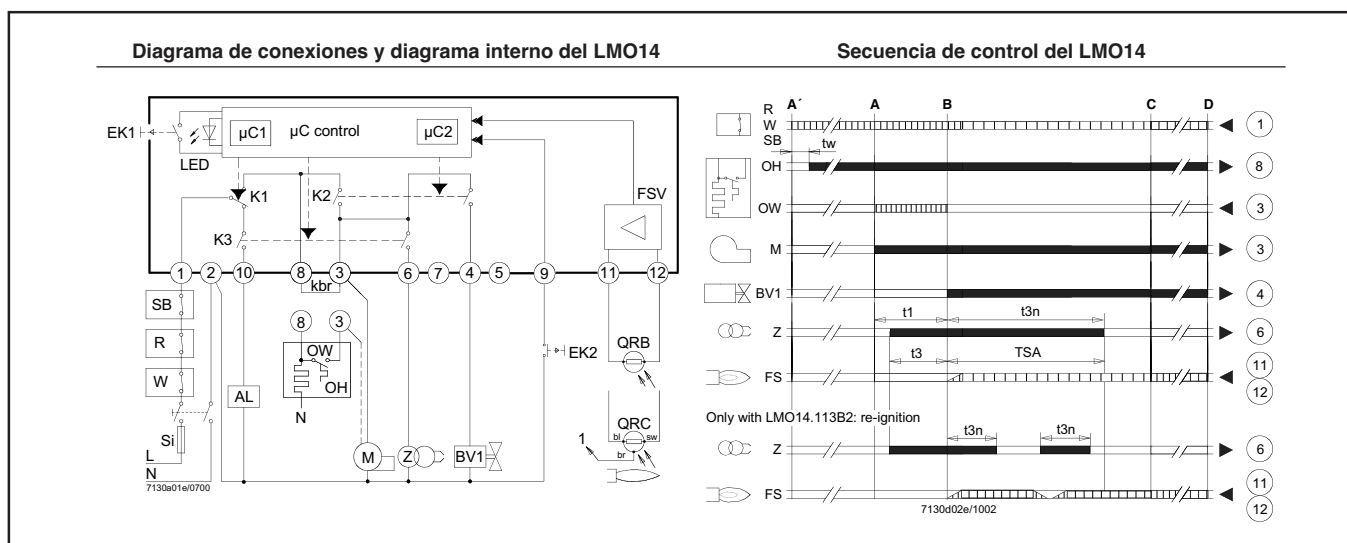 Diagrama de conexiones y diagrama interno del LMO14
EK1
LED
µC1
µC control
µC2
K1
K2
FSV
K3
1
2
10
8
3
6
7
4
5
9
11
12
kbr
SB
R
W
Si
L
N
7130a01e/0700
AL
8
3
OW
OH
N
M
Z
BV1
EK2
QRB
QRC
bl
sw
br
1
Secuencia de control del LMO14
A´ A B C D
R
W
SB
1
tw
OH
8
OW
3
M
3
BV1
4
t1
t3n
Z
6
t3
TSA
FS
11
12
Only with LMO14.113B2: re-ignition
t3n
t3n
Z
6
FS
11
12
7130d02e/1002